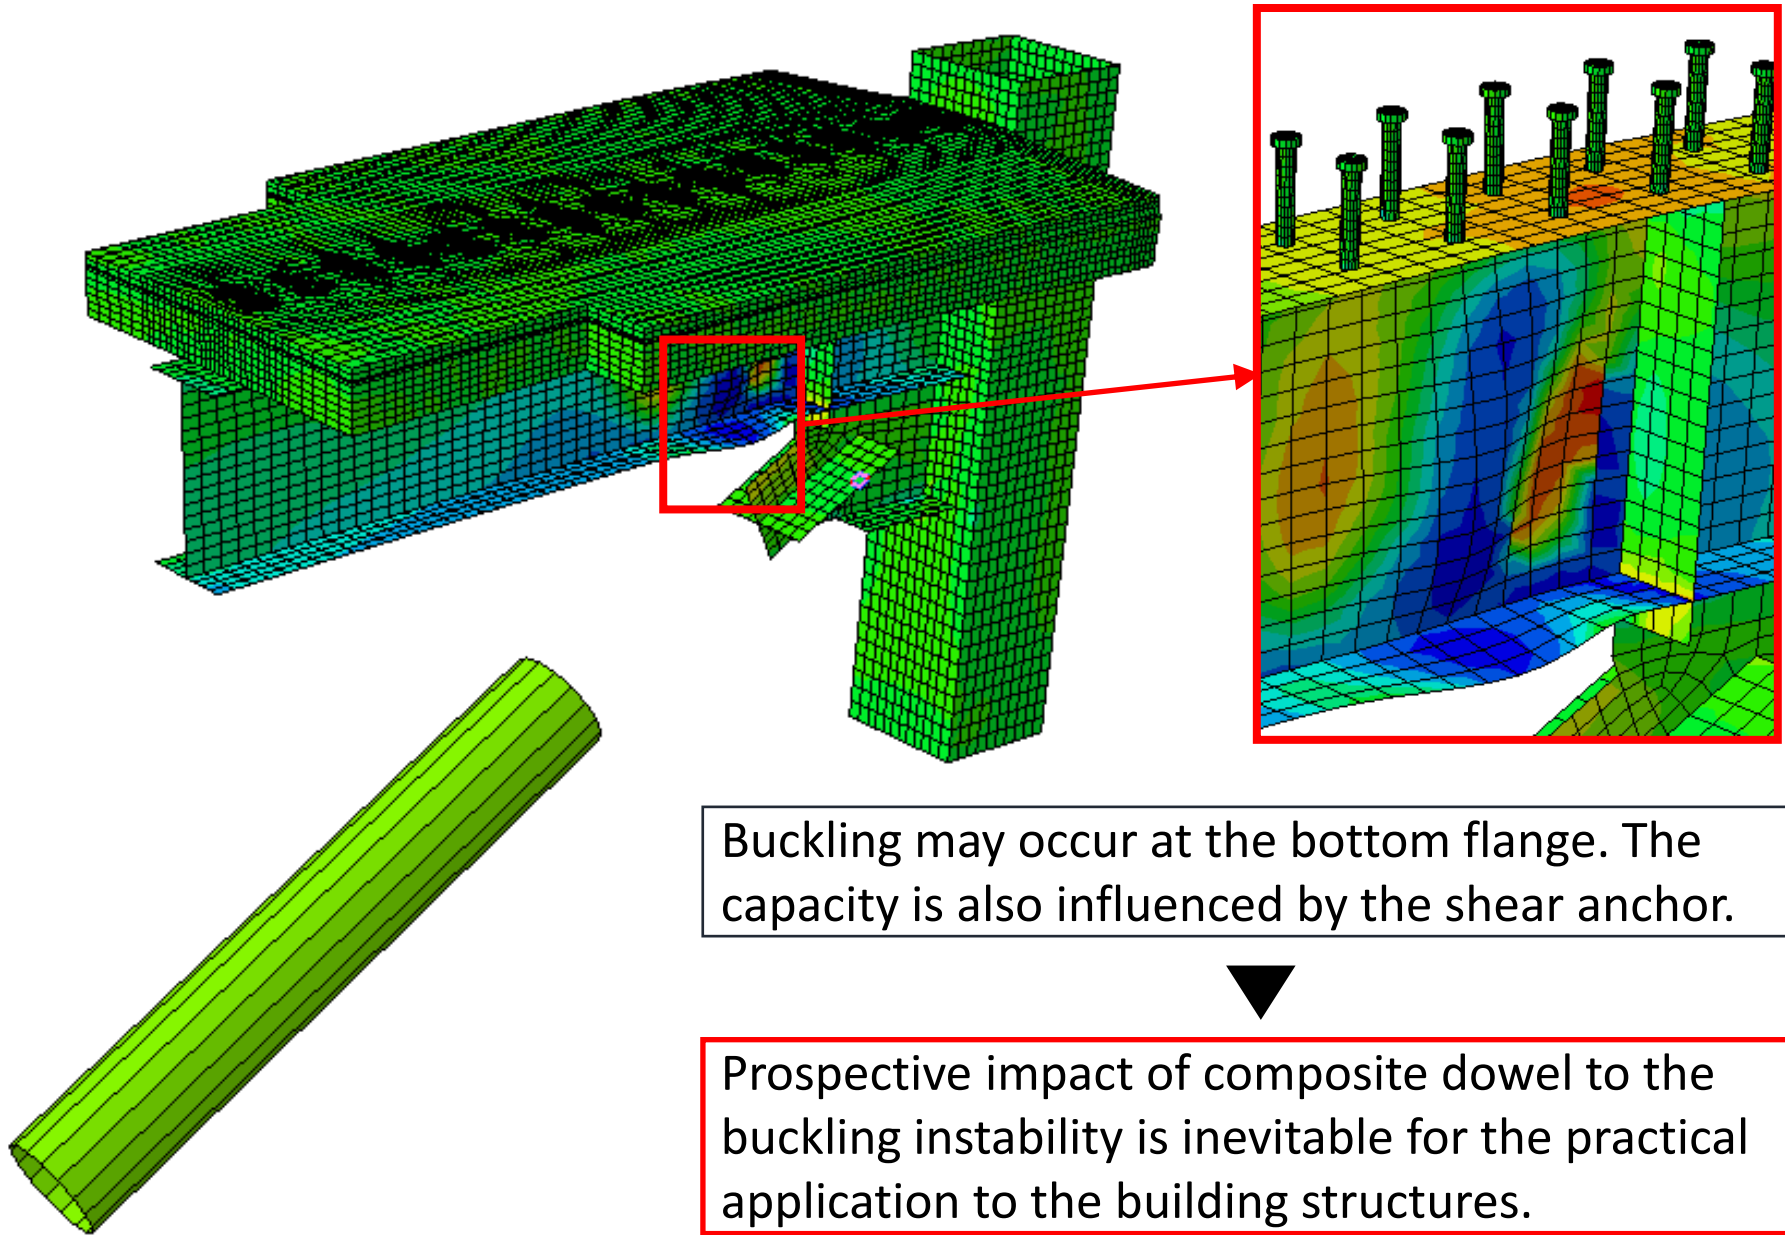 Buckling may occur at the bottom flange. The
capacity is also influenced by the shear anchor.
Prospective impact of composite dowel to the
buckling instability is inevitable for the practical
application to the building structures.